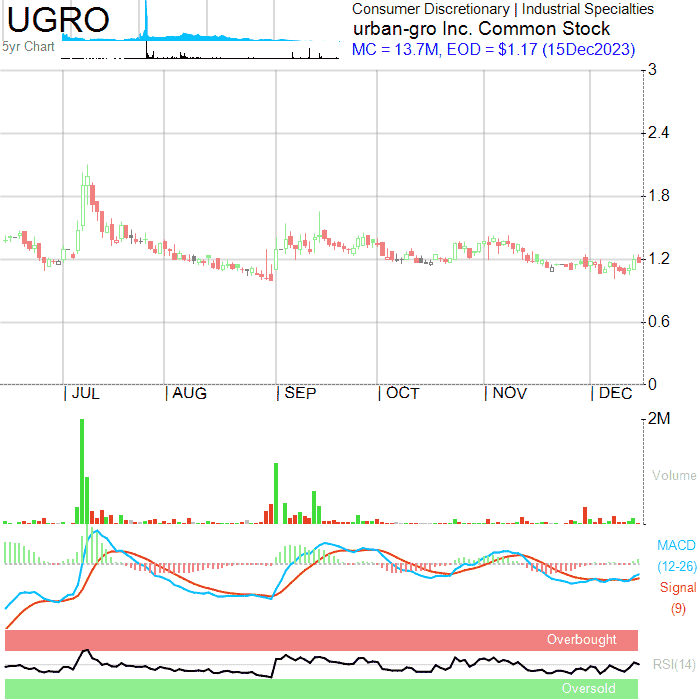 UGRO
5yr Chart
Consumer Discretionary | Industrial Specialties
urban-gro Inc. Common Stock
MC = 13.7M, EOD = $1.17 (15Dec2023)
3
2.4
1.8
1.2
0.6
0
JUL
AUG
SEP
OCT
NOV
DEC
2M
Volume
MACD
(12-26)
Signal
(9)
Overbought
RSI(14)
Oversold